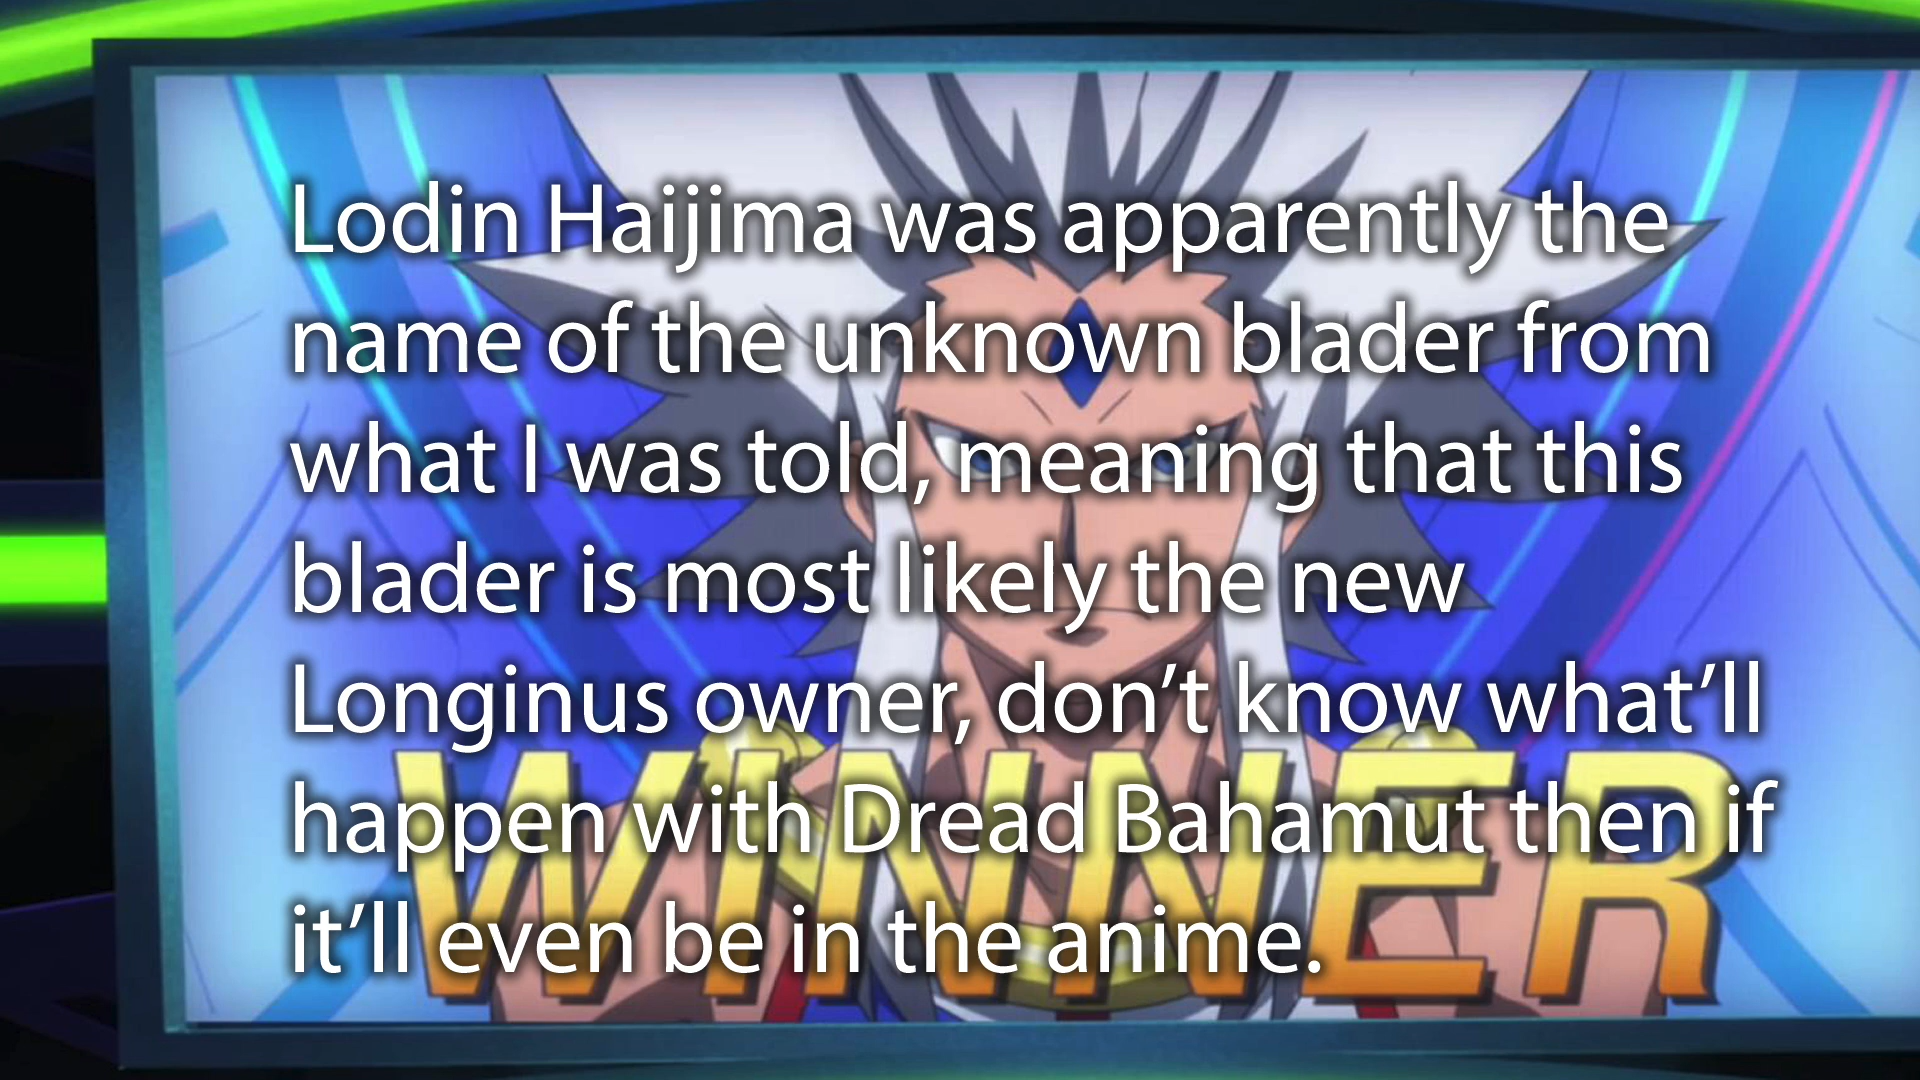 Lodin Haijima was apparently the
name of the unknown blader from
what I was told, meaning that this
blader is most likely the new
Longinus owner, don’t know what’ll
happen with Dread Bahamut then if
it’ll even be in the anime.
WINNER